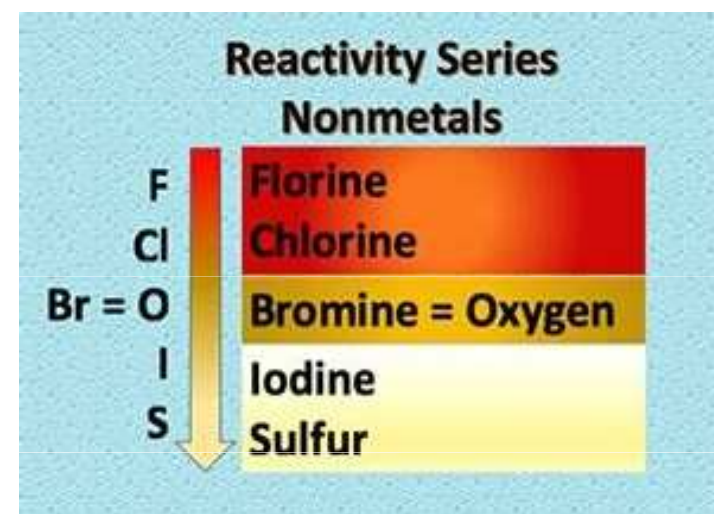 Reactivity Series
Nonmetals
F
Cl
Br = O
I
S
Florine
Chlorine
Bromine = Oxygen
Iodine
Sulfur